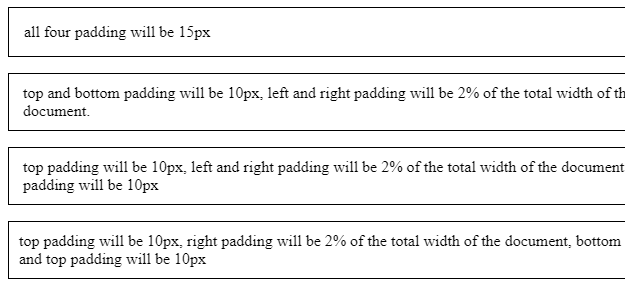 all four padding will be 15px
top and bottom padding will be 10px, left and right padding will be 2% of the total width of th
document.
top padding will be 10px, left and right padding will be 2% of the total width of the document
padding will be 10px
top padding will be 10px, right padding will be 2% of the total width of the document, bottom
and top padding will be 10px